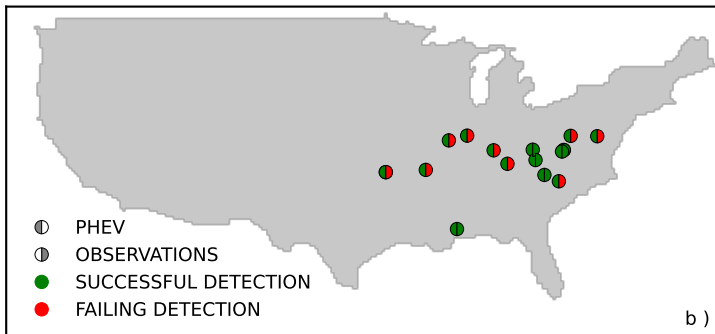 PHEV
OBSERVATIONS
SUCCESSFUL DETECTION
FAILING DETECTION
b )